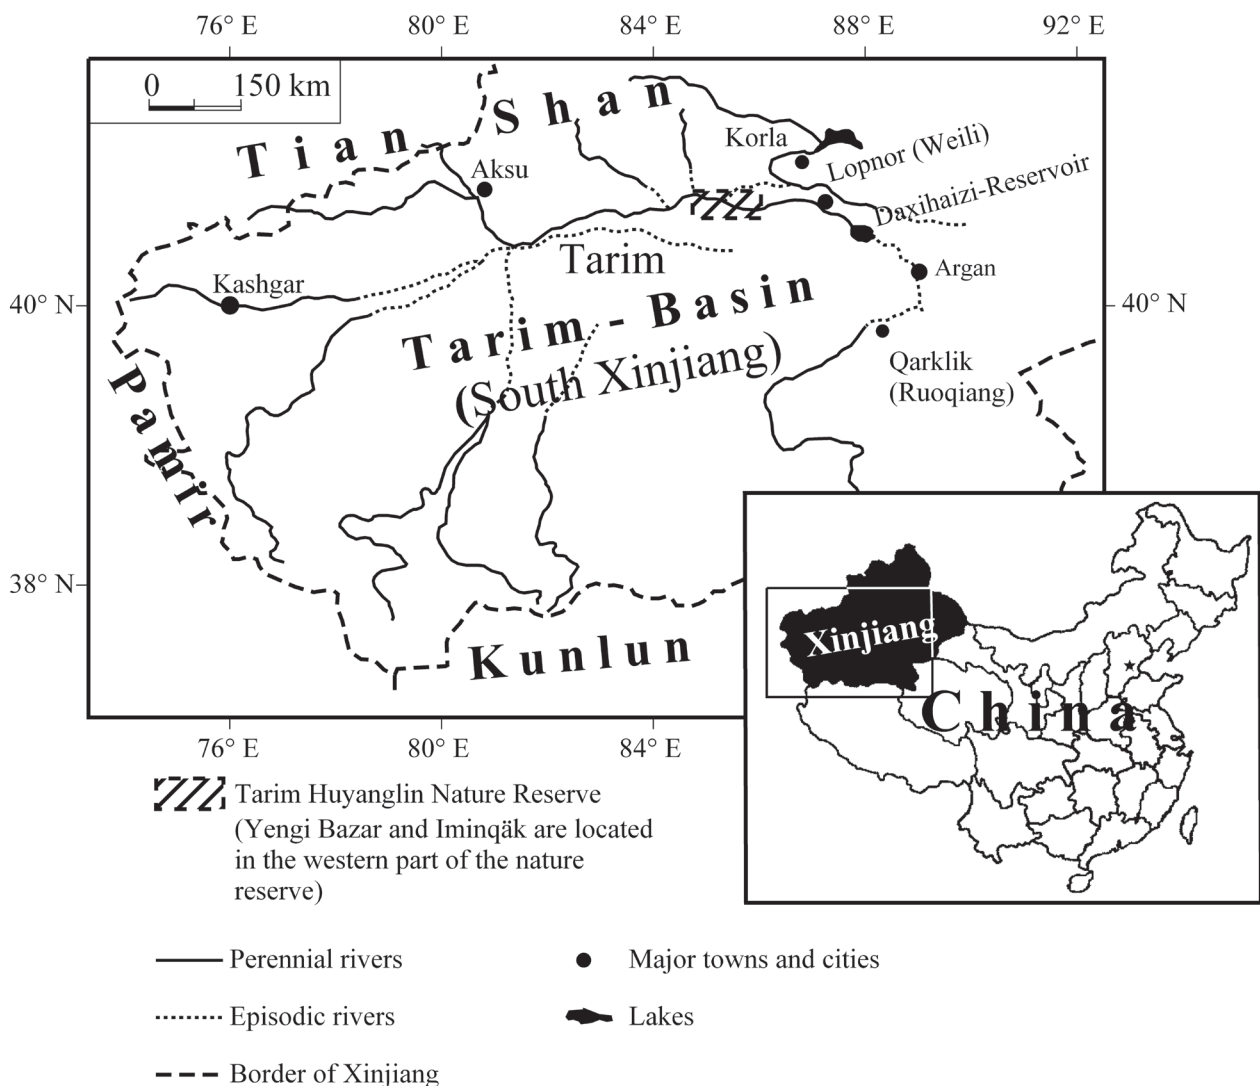 76° E 80° E 84° E 88° E 92° E
0 150 km
Tian Shan
Korla
Lopnor (Weili)
Aksu
Daxihaizi-Reservoir
Tarim
Argan
Kashgar
40° N 40° N
Tarim-Basin
(South Xinjiang)
Qarklik
(Ruoqiang)
Pamir
38° N
Kunlun
Xinjiang
China
76° E 80° E 84° E
Tarim Huyanglin Nature Reserve
(Yengi Bazar and Iminqäk are located
in the western part of the nature
reserve)
Perennial rivers
Major towns and cities
Episodic rivers
Lakes
Border of Xinjiang